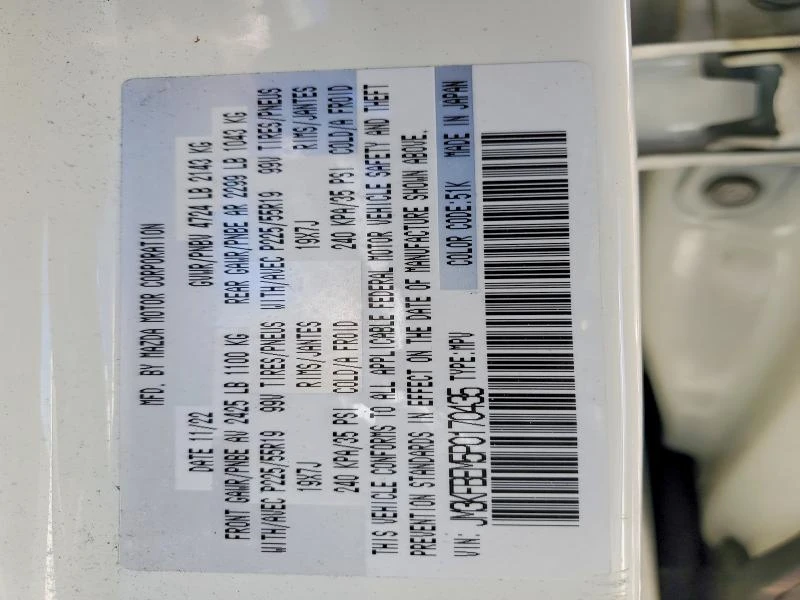 MFD. BY MAZDA MOTOR CORPORATION
DATE 11/22 GVWR/PNBV 4724 LB 2143 KG
FRONT GAWR/PNBE AV 2425 LB 1100 KG REAR GAWR/PNBE AR 2299 LB 1043 KG
WITH/AVEC P225/55R19 99V TIRES/PNEUS WITH/AVEC P225/55R19 99V TIRES/PNEUS
19X7J RIMS/JANTES 19X7J RIMS/JANTES
240 KPA/35 PSI COLD/A FROID 240 KPA/35 PSI COLD/A FROID
THIS VEHICLE CONFORMS TO ALL APPLICABLE FEDERAL MOTOR VEHICLE SAFETY AND THEFT
PREVENTION STANDARDS IN EFFECT ON THE DATE OF MANUFACTURE SHOWN ABOVE.
COLOR CODE:51K MADE IN JAPAN
VIN: JM3KFBEM5P0170435 TYPE:MPV